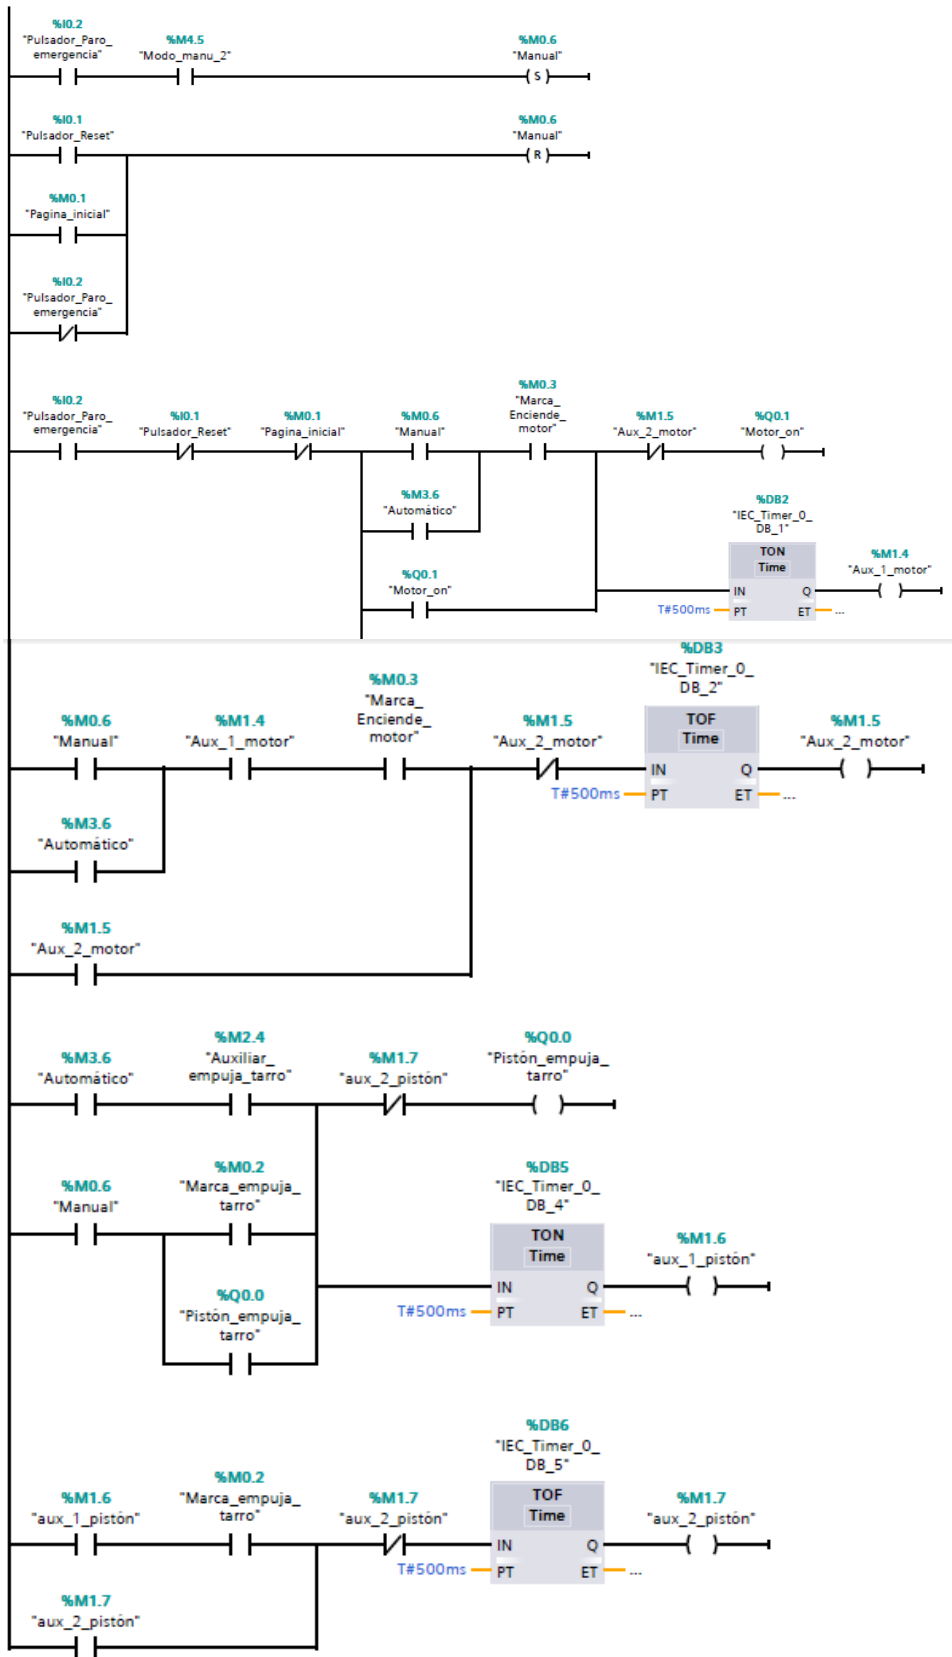 %I0.2
"Pulsador_Paro_
emergencia"
%M4.5
"Modo_manu_2"
%M0.6
"Manual"
S
%I0.1
"Pulsador_Reset"
%M0.6
"Manual"
R
%M0.1
"Pagina_inicial"
%I0.2
"Pulsador_Paro_
emergencia"
%I0.2
"Pulsador_Paro_
emergencia"
%I0.1
"Pulsador_Reset"
%M0.1
"Pagina_inicial"
%M0.6
"Manual"
%M0.3
"Marca_
Enciende_
motor"
%M1.5
"Aux_2_motor"
%Q0.1
"Motor_on"
%M3.6
"Automático"
%Q0.1
"Motor_on"
%DB2
"IEC_Timer_0_
DB_1"
TON
Time
IN
Q
T#500ms
PT
ET
...
%M1.4
"Aux_1_motor"
%M0.6
"Manual"
%M1.4
"Aux_1_motor"
%M0.3
"Marca_
Enciende_
motor"
%M1.5
"Aux_2_motor"
%DB3
"IEC_Timer_0_
DB_2"
TOF
Time
IN
Q
T#500ms
PT
ET
...
%M1.5
"Aux_2_motor"
%M3.6
"Automático"
%M1.5
"Aux_2_motor"
%M3.6
"Automático"
%M2.4
"Auxiliar_
empuja_tarro"
%M1.7
"aux_2_pistón"
%Q0.0
"Pistón_empuja_
tarro"
%M0.6
"Manual"
%M0.2
"Marca_empuja_
tarro"
%Q0.0
"Pistón_empuja_
tarro"
%DB5
"IEC_Timer_0_
DB_4"
TON
Time
IN
Q
T#500ms
PT
ET
...
%M1.6
"aux_1_pistón"
%M1.6
"aux_1_pistón"
%M0.2
"Marca_empuja_
tarro"
%M1.7
"aux_2_pistón"
%DB6
"IEC_Timer_0_
DB_5"
TOF
Time
IN
Q
T#500ms
PT
ET
...
%M1.7
"aux_2_pistón"
%M1.7
"aux_2_pistón"